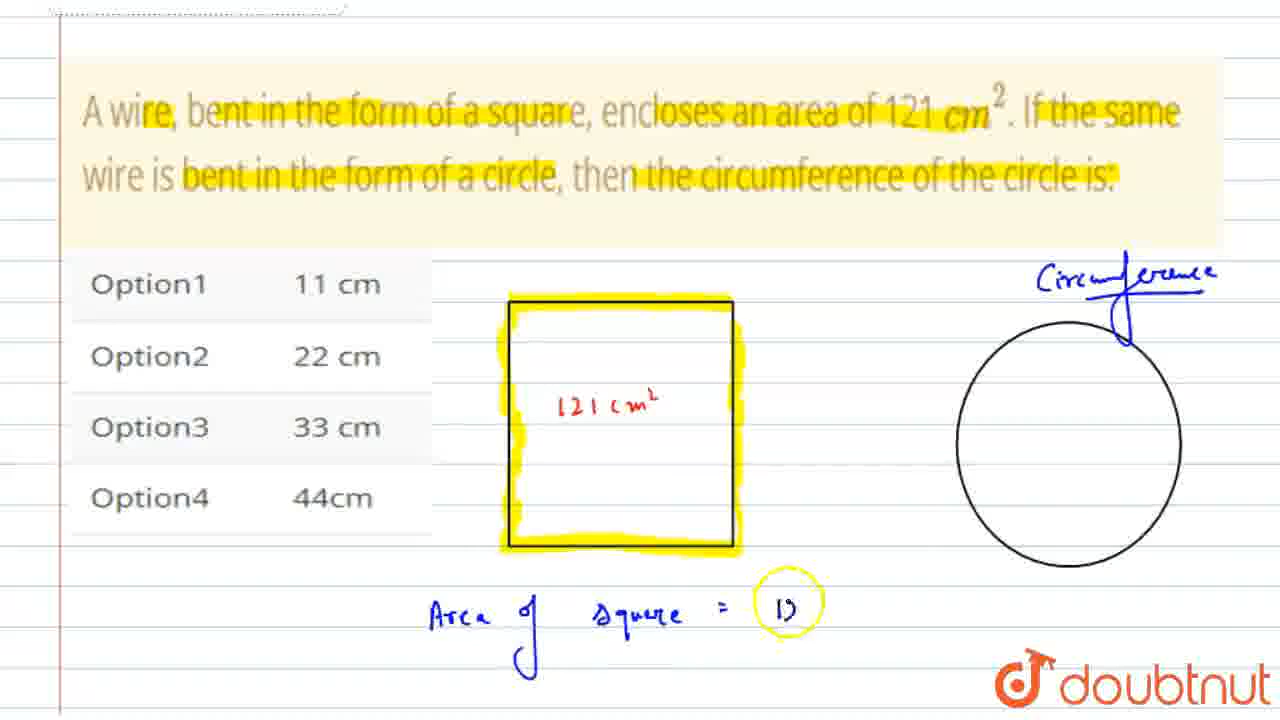 A wire, bent in the form of a square, encloses an area of 121 cm². If the same
wire is bent in the form of a circle, then the circumference of the circle is:
Option1 11 cm
Option2 22 cm
Option3 33 cm
Option4 44cm
121 cm²
Circumference
Area of square =
doubtnut